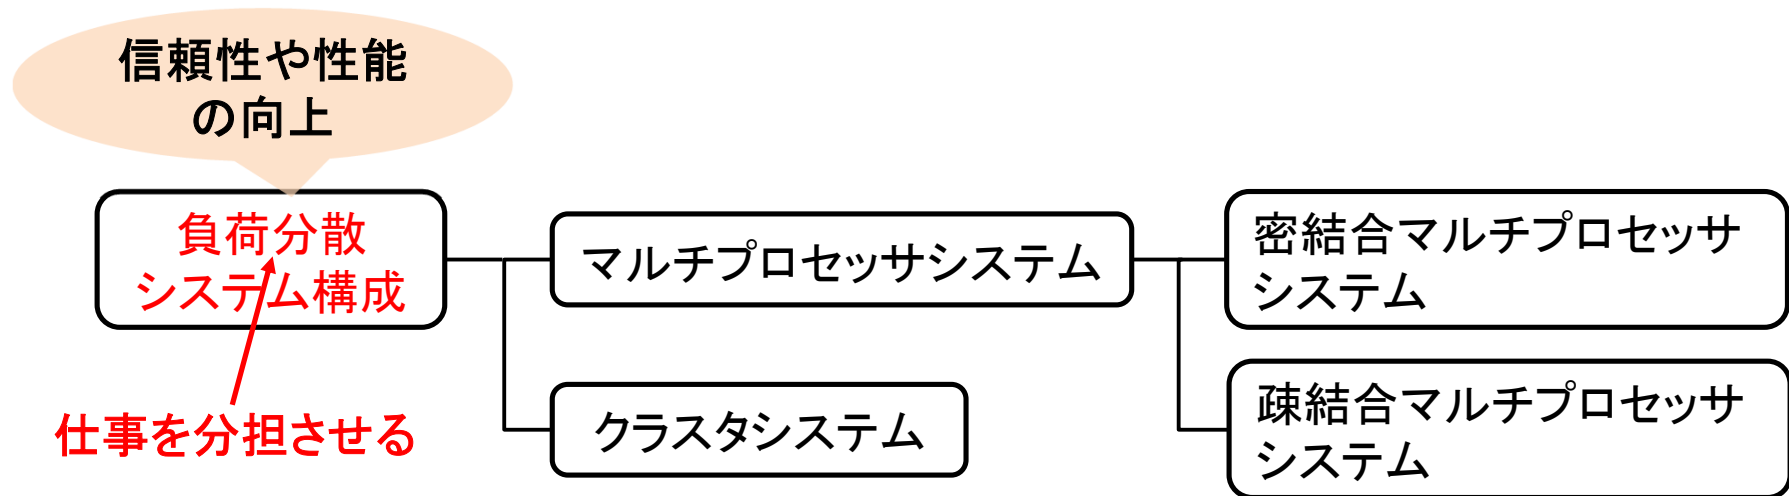 信頼性や性能
の向上
負荷分散
システム構成
仕事を分担させる
マルチプロセッサシステム
クラスタシステム
密結合マルチプロセッサ
システム
疎結合マルチプロセッサ
システム